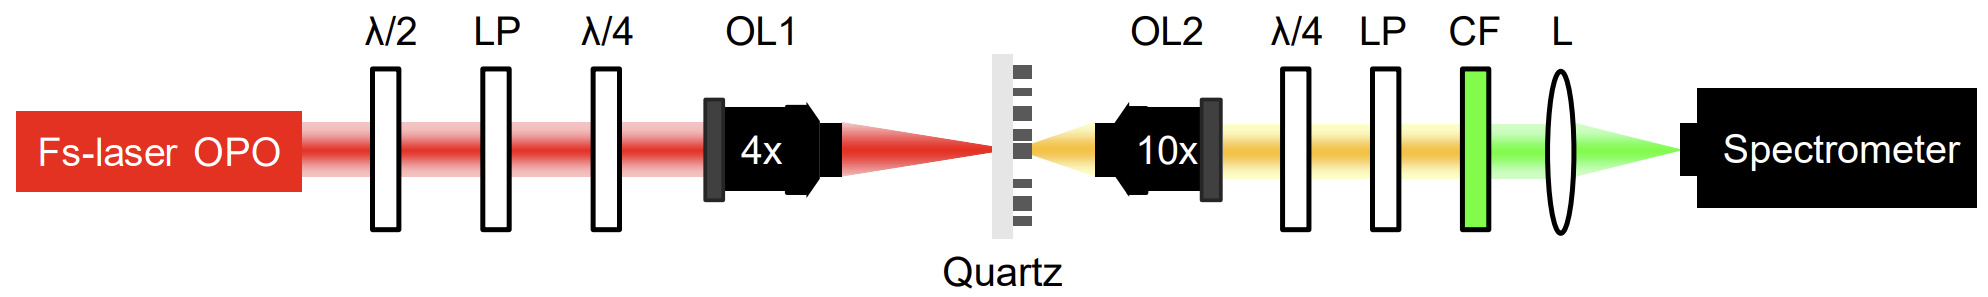 λ/2 LP λ/4 OL1 OL2 λ/4 LP CF L
Fs-laser OPO 4x 10x Spectrometer
Quartz